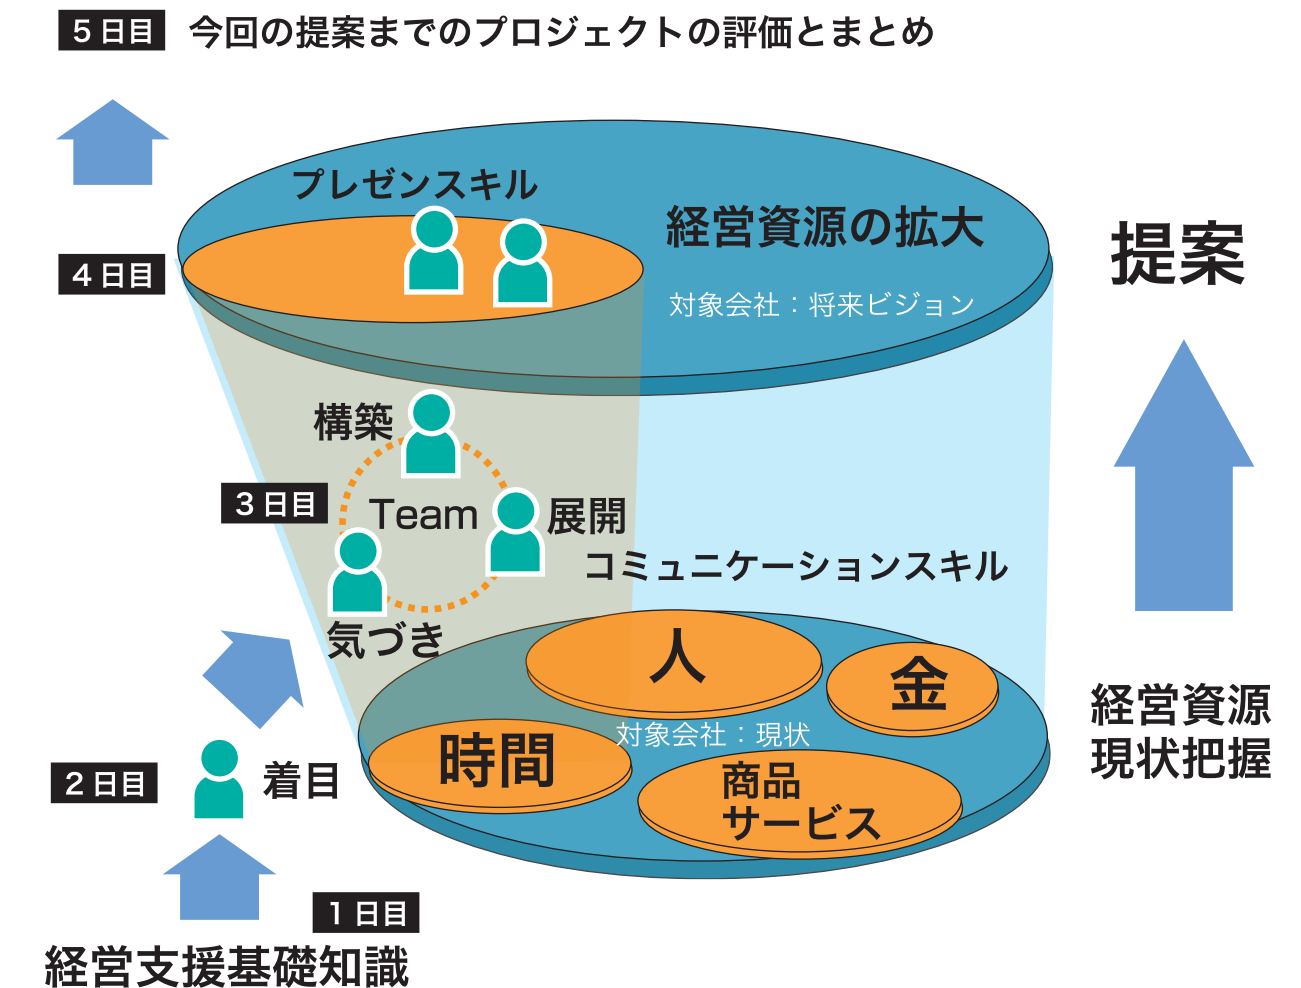 5日目 今回の提案までのプロジェクトの評価とまとめ
プレゼンスキル
経営資源の拡大
提案
4日目
対象会社：将来ビジョン
構築
3日目
Team
展開
コミュニケーションスキル
気づき
人
金
経営資源
現状把握
対象会社：現状
時間
2日目
着目
商品
サービス
1日目
経営支援基礎知識